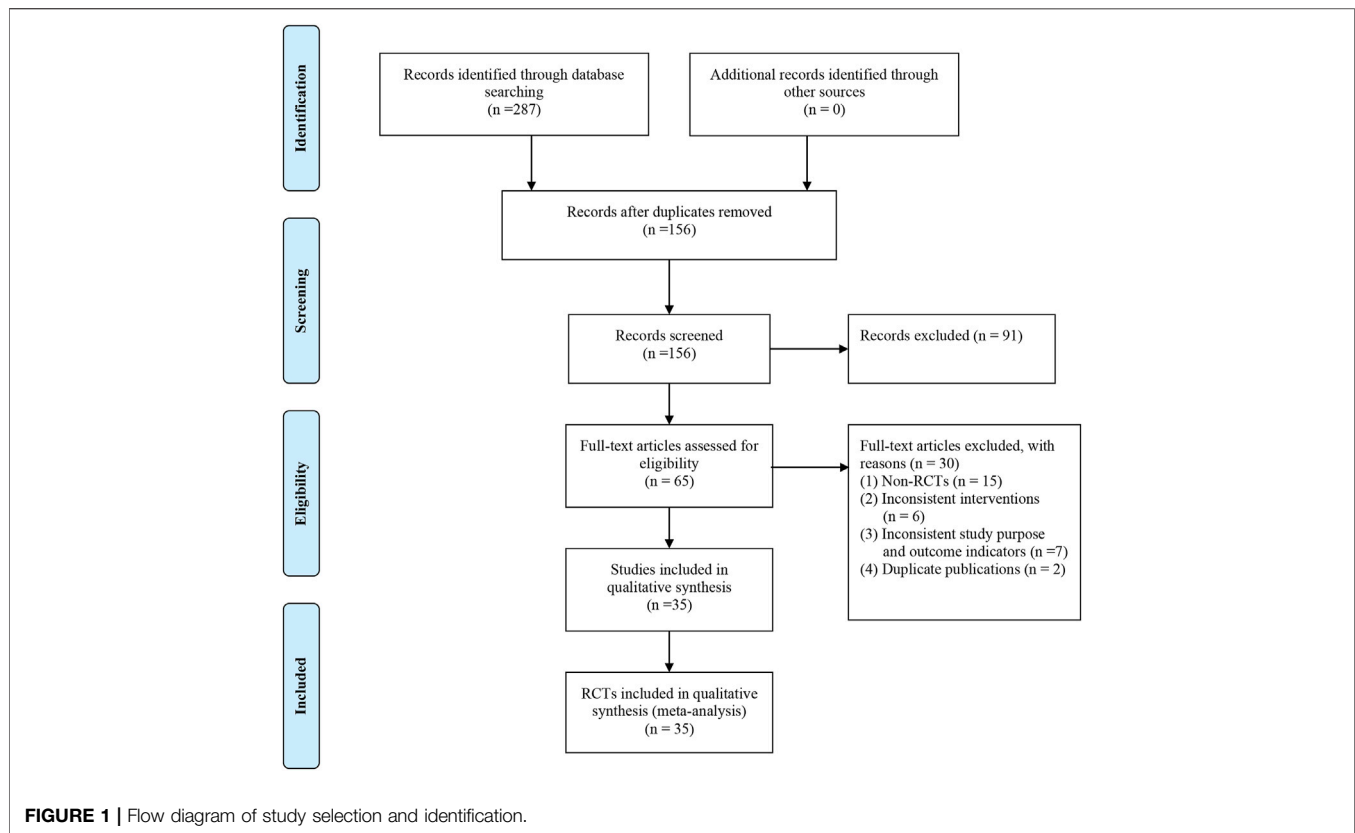 Identification
Records identified through database
searching
(n =287)
Additional records identified through
other sources
(n = 0)
Records after duplicates removed
(n =156)
Screening
Records screened
(n =156)
Records excluded (n = 91)
Eligibility
Full-text articles assessed for
eligibility
(n = 65)
Full-text articles excluded, with
reasons (n = 30)
(1) Non-RCTs (n = 15)
(2) Inconsistent interventions
(n = 6)
(3) Inconsistent study purpose
and outcome indicators (n =7)
(4) Duplicate publications (n = 2)
Studies included in
qualitative synthesis
(n =35)
Included
RCTs included in qualitative
synthesis (meta-analysis)
(n = 35)
FIGURE 1 | Flow diagram of study selection and identification.